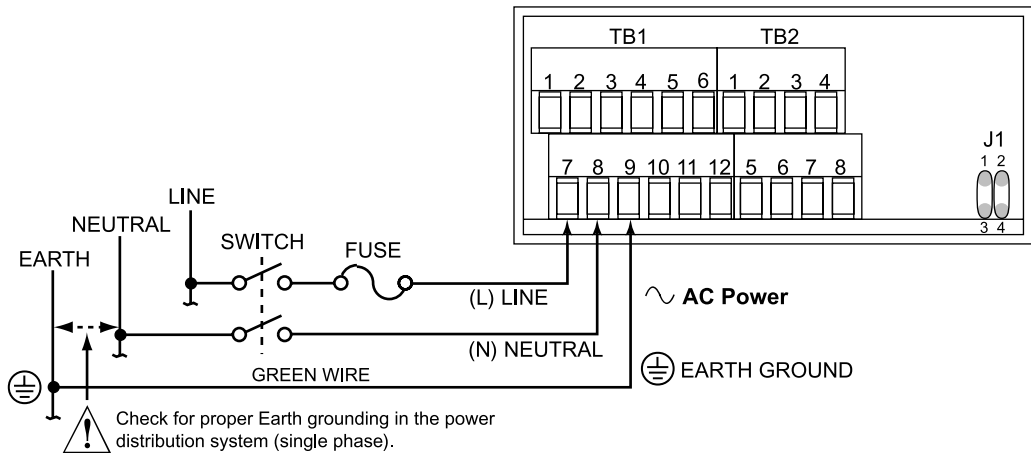 TB1 TB2
1 2 3 4 5 6 1 2 3 4
J1
7 8 9 10 11 12 5 6 7 8
1 2
3 4
LINE
NEUTRAL
EARTH
SWITCH
FUSE
(L) LINE
AC Power
(N) NEUTRAL
GREEN WIRE
EARTH GROUND
! Check for proper Earth grounding in the power
distribution system (single phase).